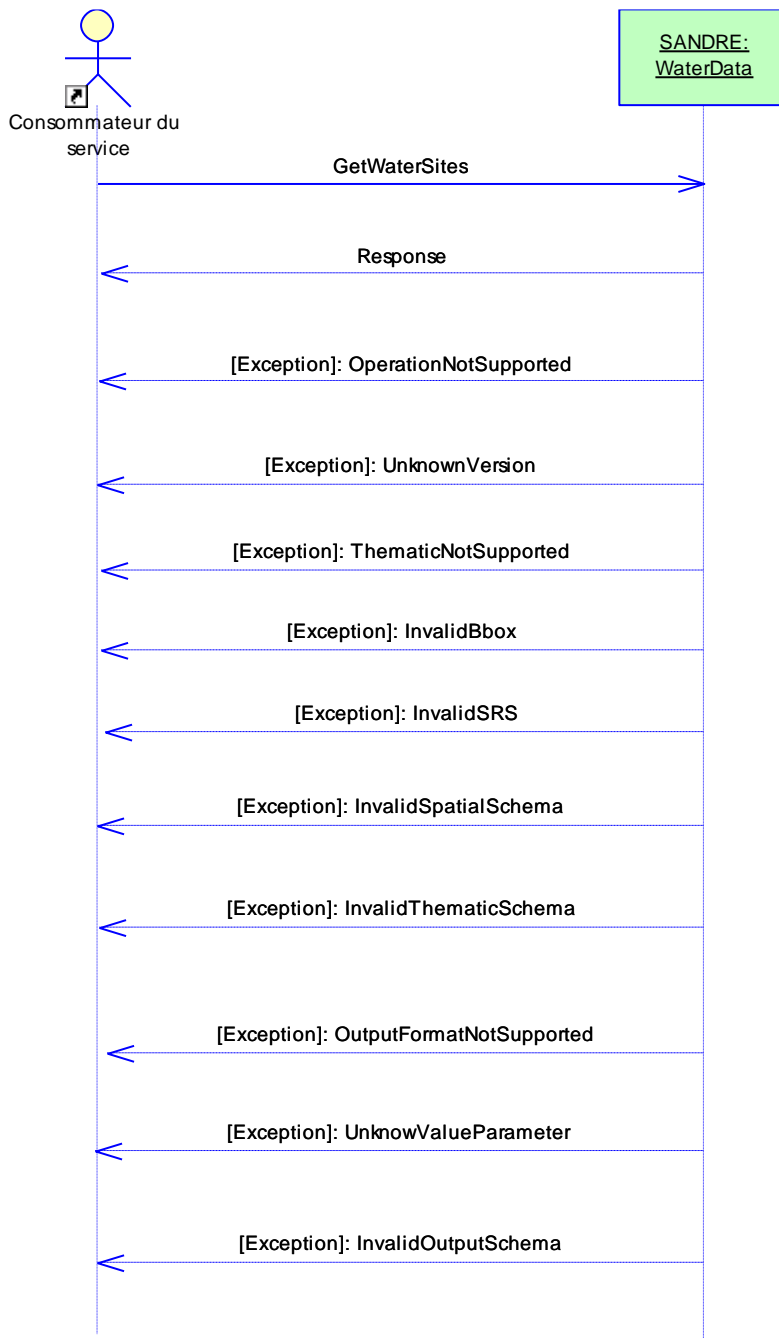 SANDRE:
WaterData
Consommateur du
service
GetWaterSites
Response
[Exception]: OperationNotSupported
[Exception]: UnknownVersion
[Exception]: ThematicNotSupported
[Exception]: InvalidBbox
[Exception]: InvalidSRS
[Exception]: InvalidSpatialSchema
[Exception]: InvalidThematicSchema
[Exception]: OutputFormatNotSupported
[Exception]: UnknowValueParameter
[Exception]: InvalidOutputSchema